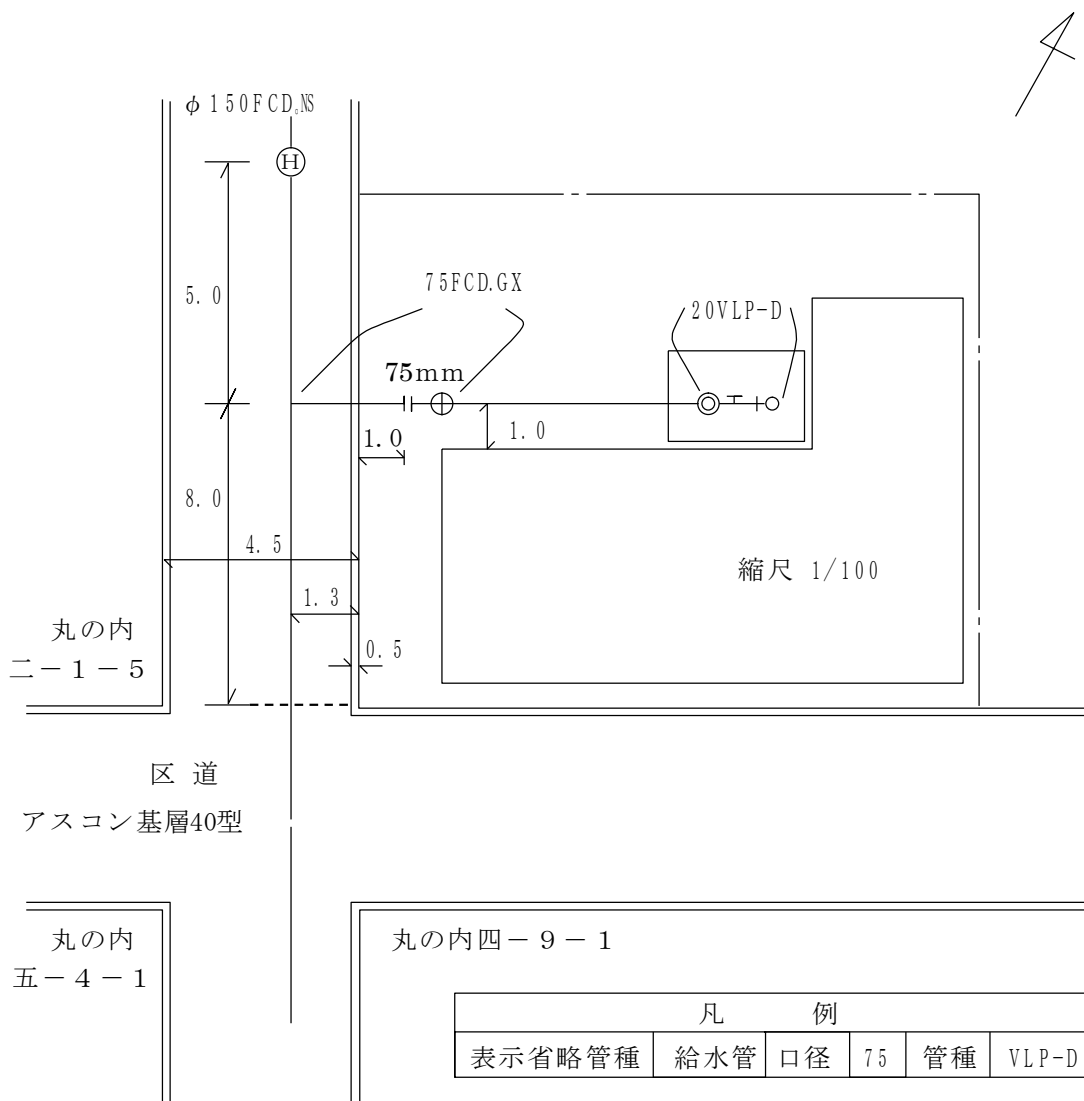 φ150FCD.NS
H
5.0
75FCD.GX
20VLP-D
75mm
1.0
1.0
8.0
4.5
縮尺 1/100
1.3
丸の内
二－1－5
0.5
区 道
アスコン基層40型
丸の内
五－4－1
丸の内四－9－1
凡 例
表示省略管種 給水管 口径 75 管種 VLP-D